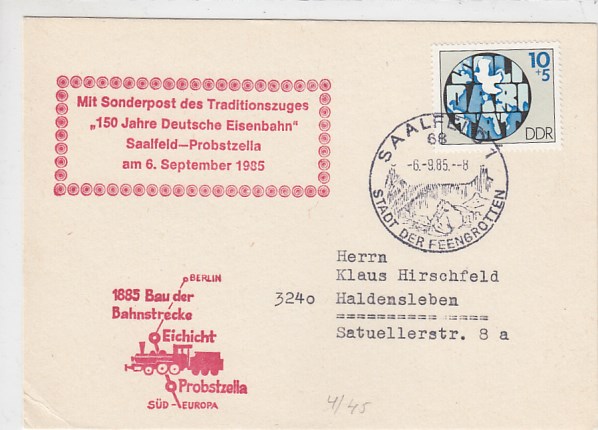 Mit Sonderpost des Traditionszuges
„150 Jahre Deutsche Eisenbahn"
Saalfeld—Probstzella
am 6. September 1985
10
+5
DDR
SAALFELD 1
68
-6.-9.85.--8
STADT DER FEENGROTTEN
Herrn
Klaus Hirschfeld
3240 Haldensleben
==============
Satuellerstr. 8 a
BERLIN
1885 Bau der
Bahnstrecke
Eichicht
Probstzella
SÜD-EUROPA
4/45